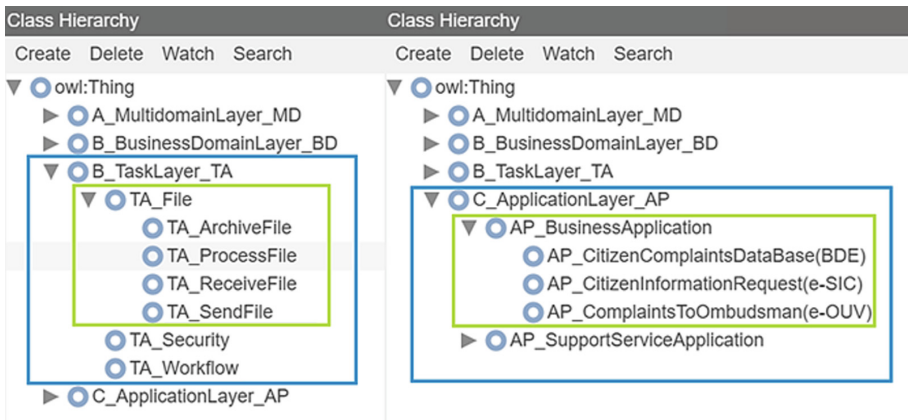 Class Hierarchy
Create Delete Watch Search
owl:Thing
A_MultidomainLayer_MD
B_BusinessDomainLayer_BD
B_TaskLayer_TA
TA_File
TA_ArchiveFile
TA_ProcessFile
TA_ReceiveFile
TA_SendFile
TA_Security
TA_Workflow
C_ApplicationLayer_AP
Class Hierarchy
Create Delete Watch Search
owl:Thing
A_MultidomainLayer_MD
B_BusinessDomainLayer_BD
B_TaskLayer_TA
C_ApplicationLayer_AP
AP_BusinessApplication
AP_CitizenComplaintsDataBase(BDE)
AP_CitizenInformationRequest(e-SIC)
AP_ComplaintsToOmbudsman(e-OUV)
AP_SupportServiceApplication